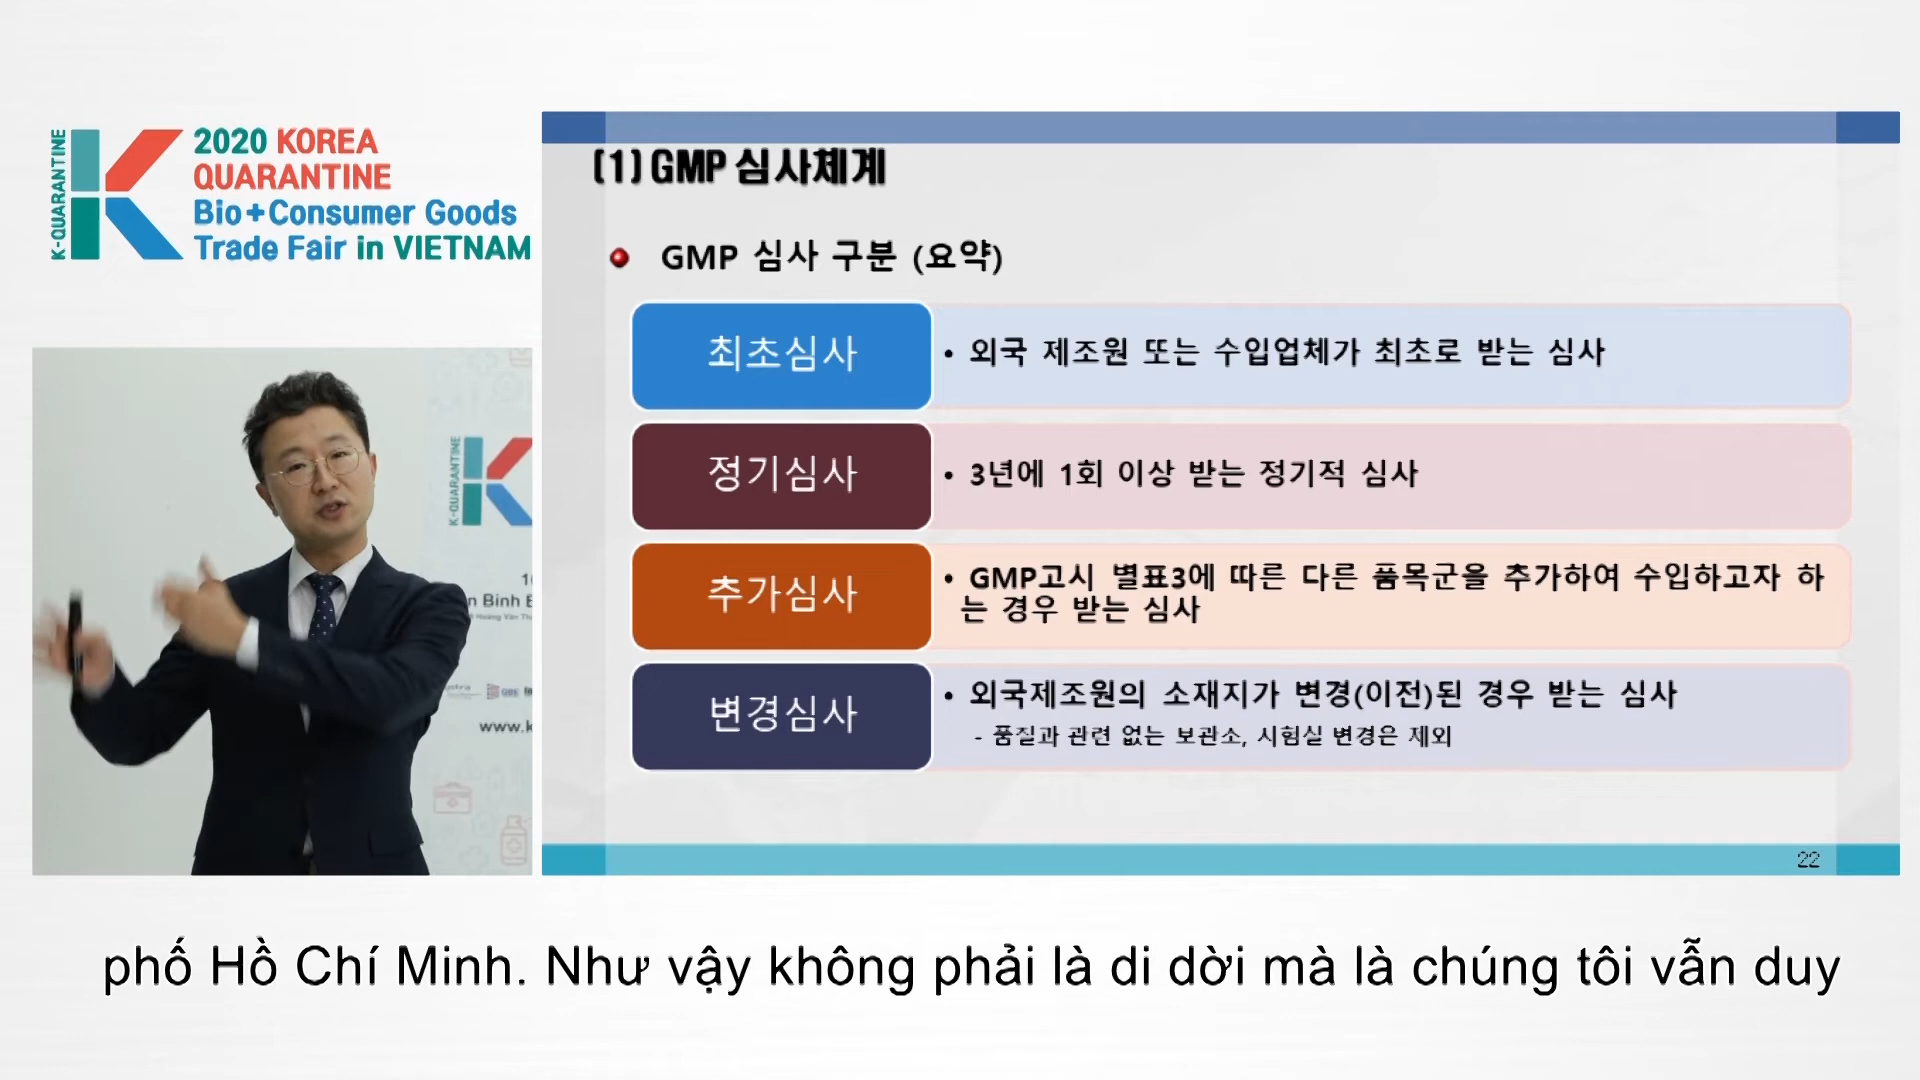 K-QUARANTINE
2020 KOREA
QUARANTINE
Bio+Consumer Goods
Trade Fair in VIETNAM
(1) GMP 심사체계
GMP 심사 구분 (요약)
최초심사
• 외국 제조원 또는 수입업체가 최초로 받는 심사
정기심사
• 3년에 1회 이상 받는 정기적 심사
추가심사
• GMP고시 별표3에 따른 다른 품목군을 추가하여 수입하고자 하
는 경우 받는 심사
변경심사
• 외국제조원의 소재지가 변경(이전)된 경우 받는 심사
- 품질과 관련 없는 보관소, 시험실 변경은 제외
22
K-QUARANTINE
n Binh
Hoang Van
www.k
phố Hồ Chí Minh. Như vậy không phải là di dời mà là chúng tôi vẫn duy